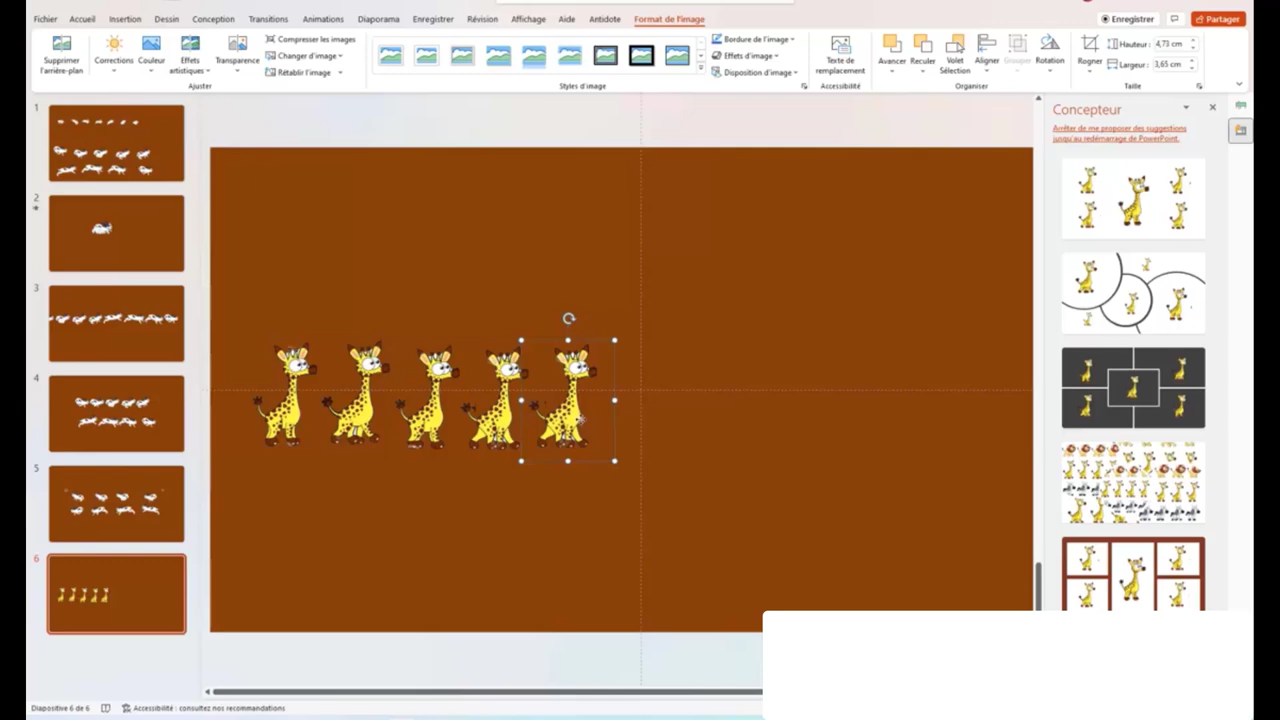 Fichier Accueil Insertion Dessin Conception Transitions Animations Diaporama Enregistrer Révision Affichage Aide Antidote Format de l'image Enregistrer Partager
Supprimer l'arrière-plan
Corrections
Couleur
Effets artistiques
Transparence
Compresser les images
Changer d'image
Rétablir l'image
Ajuster
Styles d'image
Bordure de l'image
Effets d'image
Disposition d'image
Texte de remplacement
Accessibilité
Avancer
Reculer
Volet Sélection
Aligner
Grouper
Rotation
Organiser
Rogner
Hauteur : 4,73 cm
Largeur : 3,65 cm
Taille
1
2
3
4
5
6
Concepteur
Arrêter de me proposer des suggestions
jusqu'au redémarrage de PowerPoint.
Diapositive 6 de 6 Accessibilité : consultez nos recommandations